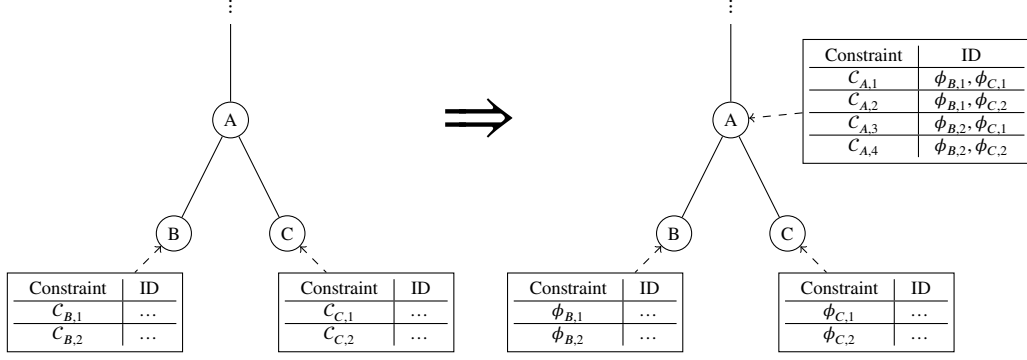 ⋮
A
B
C
Constraint ID
𝒞_{B,1} …
𝒞_{B,2} …
Constraint ID
𝒞_{C,1} …
𝒞_{C,2} …
⇒
⋮
A
Constraint ID
𝒞_{A,1} ϕ_{B,1}, ϕ_{C,1}
𝒞_{A,2} ϕ_{B,1}, ϕ_{C,2}
𝒞_{A,3} ϕ_{B,2}, ϕ_{C,1}
𝒞_{A,4} ϕ_{B,2}, ϕ_{C,2}
B
C
Constraint ID
ϕ_{B,1} …
ϕ_{B,2} …
Constraint ID
ϕ_{C,1} …
ϕ_{C,2} …